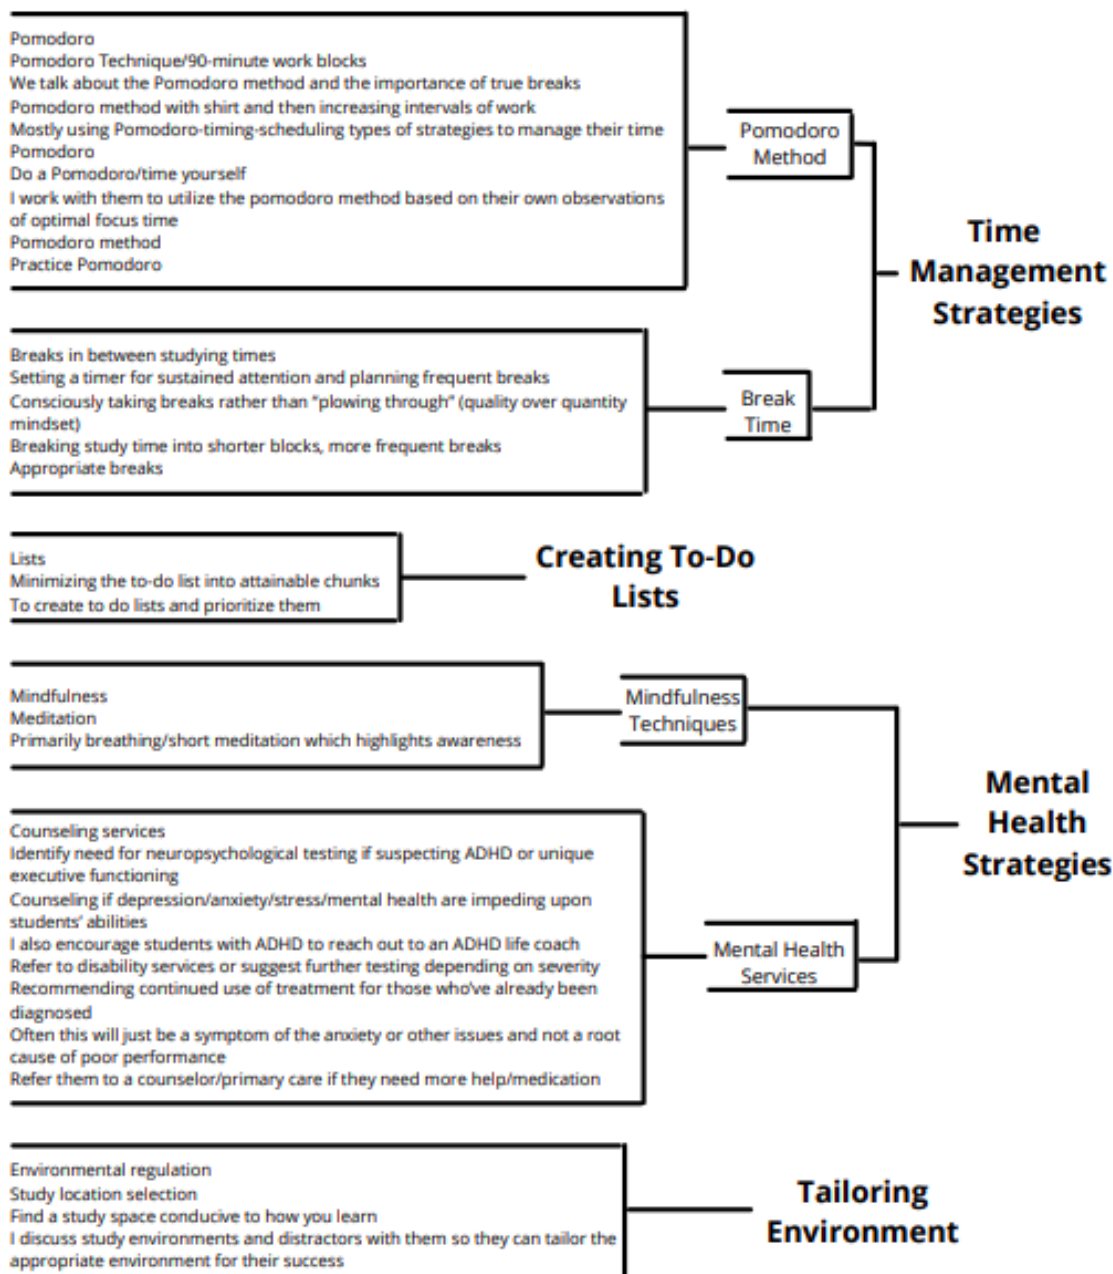 Pomodoro
Pomodoro Technique/90-minute work blocks
We talk about the Pomodoro method and the importance of true breaks
Pomodoro method with shirt and then increasing intervals of work
Mostly using Pomodoro-timing-scheduling types of strategies to manage their time
Pomodoro
Do a Pomodoro/time yourself
I work with them to utilize the pomodoro method based on their own observations
of optimal focus time
Pomodoro method
Practice Pomodoro
Pomodoro
Method
Time
Management
Strategies
Breaks in between studying times
Setting a timer for sustained attention and planning frequent breaks
Consciously taking breaks rather than “plowing through” (quality over quantity
mindset)
Breaking study time into shorter blocks, more frequent breaks
Appropriate breaks
Break
Time
Lists
Minimizing the to-do list into attainable chunks
To create to do lists and prioritize them
Creating To-Do
Lists
Mindfulness
Meditation
Primarily breathing/short meditation which highlights awareness
Mindfulness
Techniques
Mental
Health
Strategies
Counseling services
Identify need for neuropsychological testing if suspecting ADHD or unique
executive functioning
Counseling if depression/anxiety/stress/mental health are impeding upon
students’ abilities
I also encourage students with ADHD to reach out to an ADHD life coach
Refer to disability services or suggest further testing depending on severity
Recommending continued use of treatment for those who’ve already been
diagnosed
Often this will just be a symptom of the anxiety or other issues and not a root
cause of poor performance
Refer them to a counselor/primary care if they need more help/medication
Mental Health
Services
Environmental regulation
Study location selection
Find a study space conducive to how you learn
I discuss study environments and distractors with them so they can tailor the
appropriate environment for their success
Tailoring
Environment